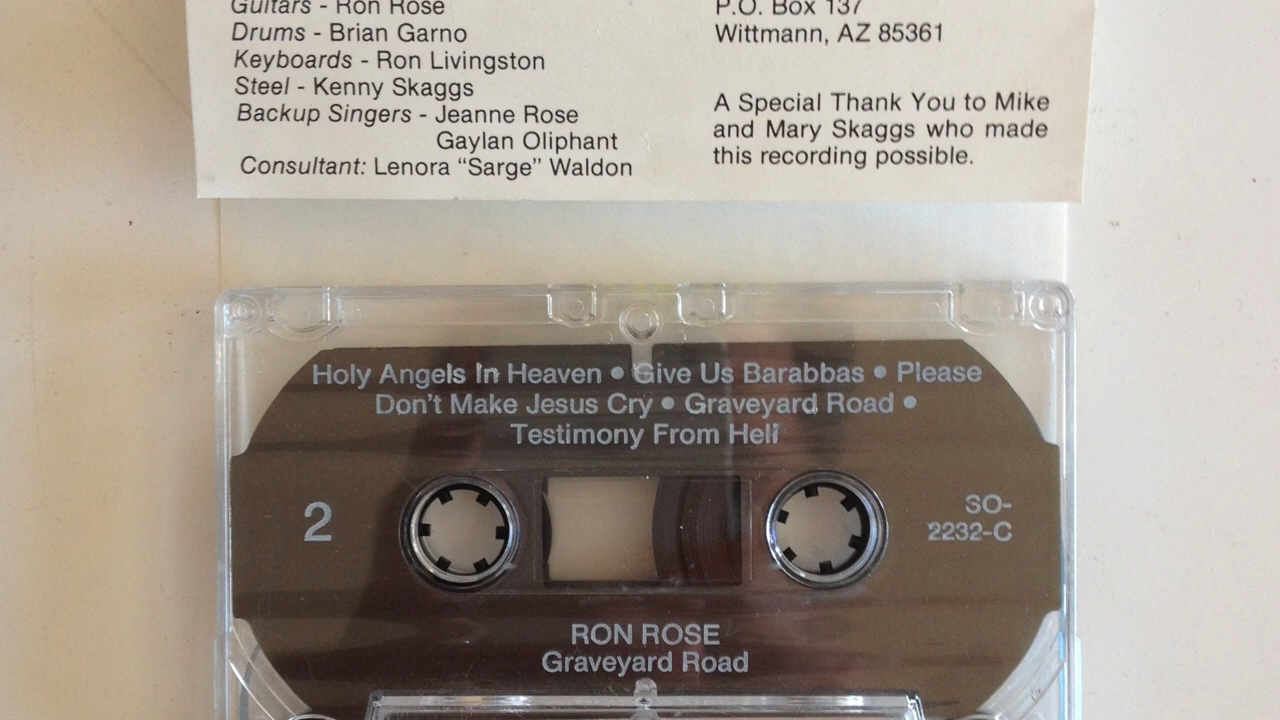 Guitars - Ron Rose
Drums - Brian Garno
Keyboards - Ron Livingston
Steel - Kenny Skaggs
Backup Singers - Jeanne Rose
Gaylan Oliphant
Consultant: Lenora “Sarge” Waldon
P.O. Box 137
Wittmann, AZ 85361
A Special Thank You to Mike
and Mary Skaggs who made
this recording possible.
Holy Angels In Heaven • Give Us Barabbas • Please
Don't Make Jesus Cry • Graveyard Road •
Testimony From Hell
2
SO-
2232-C
RON ROSE
Graveyard Road